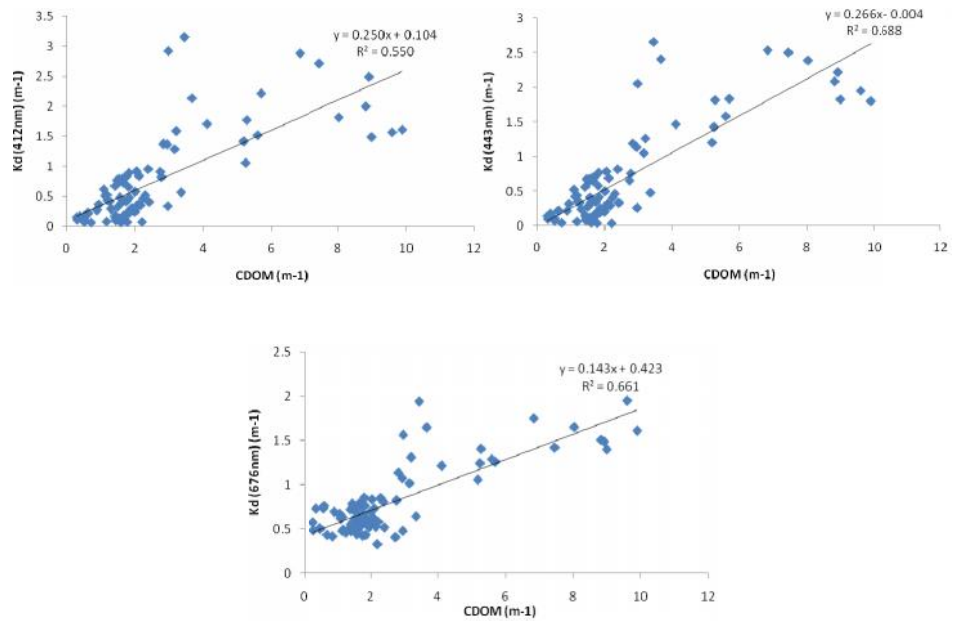 y = 0.250x + 0.104
R² = 0.550
Kd (412nm) (m-1)
3.5
3
2.5
2
1.5
1
0.5
0
0 2 4 6 8 10 12
CDOM (m-1)
y = 0.266x - 0.004
R² = 0.688
Kd (443nm) (m-1)
3
2.5
2
1.5
1
0.5
0
0 2 4 6 8 10 12
CDOM (m-1)
y = 0.143x + 0.423
R² = 0.661
Kd (676nm) (m-1)
2.5
2
1.5
1
0.5
0
0 2 4 6 8 10 12
CDOM (m-1)